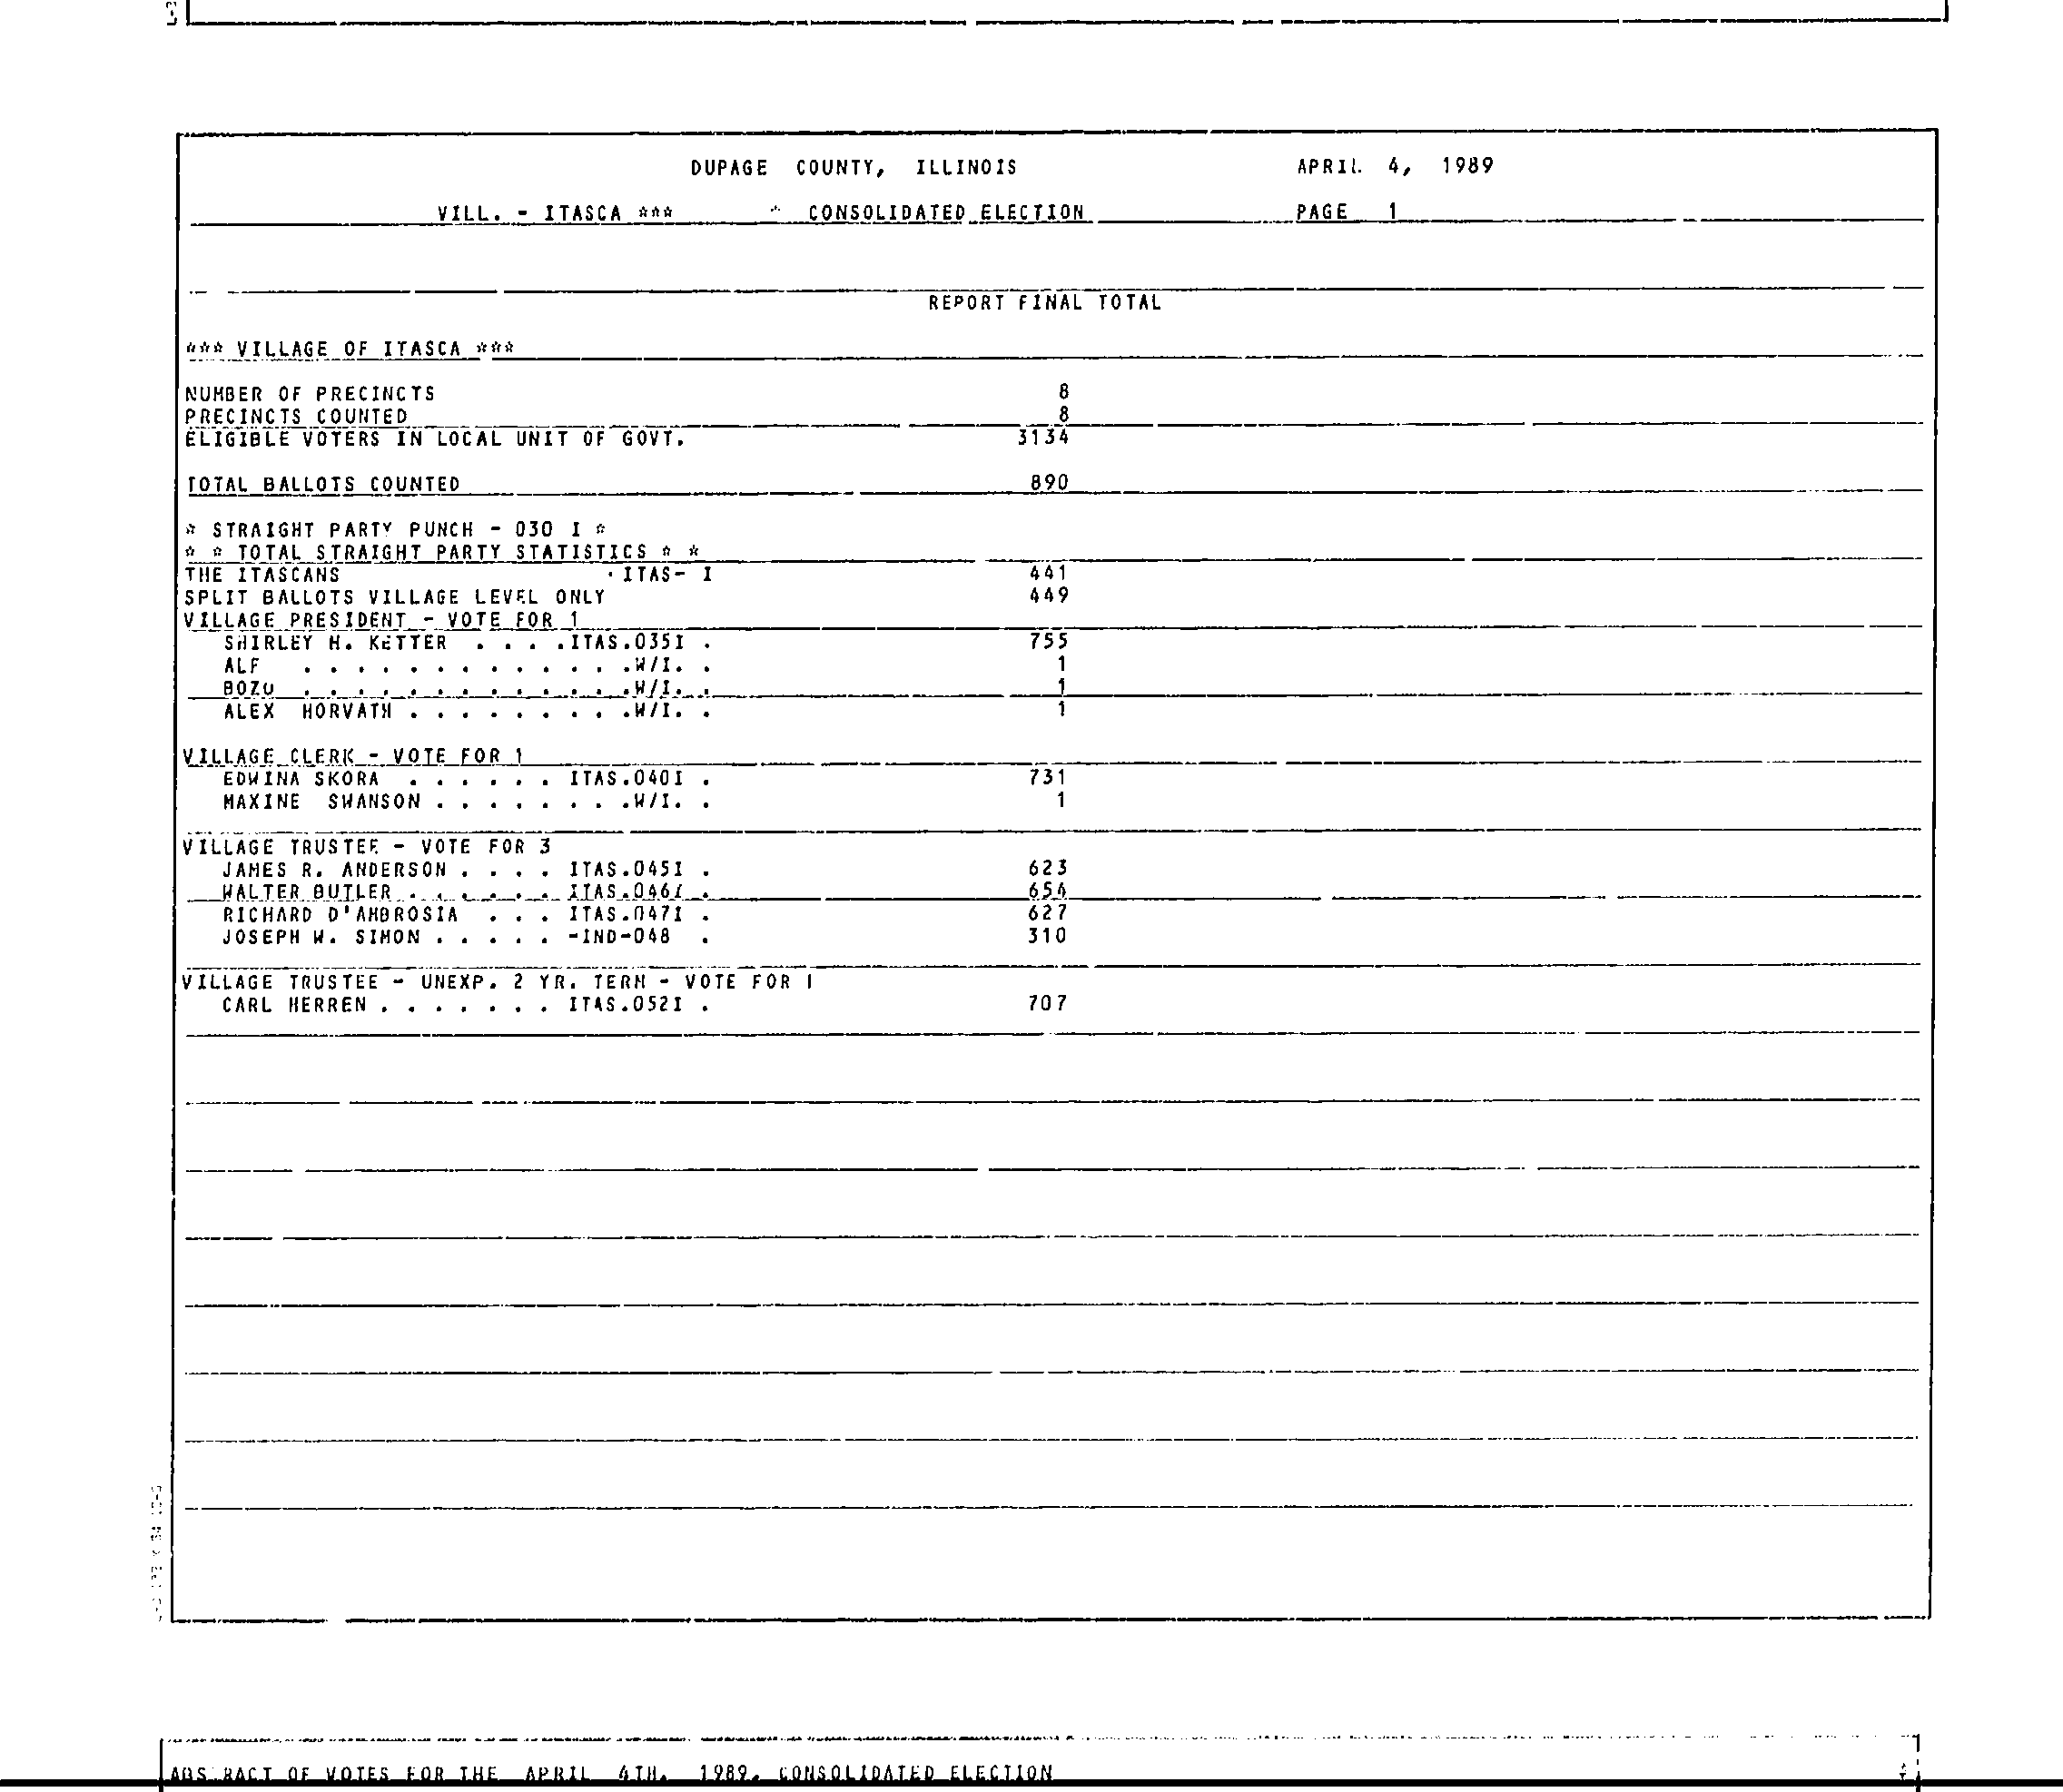 DUPAGE COUNTY, ILLINOIS APRIL 4, 1989
VILL. - ITASCA *** * CONSOLIDATED ELECTION PAGE 1
REPORT FINAL TOTAL
*** VILLAGE OF ITASCA ***
NUMBER OF PRECINCTS 8
PRECINCTS COUNTED 8
ELIGIBLE VOTERS IN LOCAL UNIT OF GOVT. 3134
TOTAL BALLOTS COUNTED 890
* STRAIGHT PARTY PUNCH - 030 I *
* * TOTAL STRAIGHT PARTY STATISTICS * *
THE ITASCANS ITAS- I 441
SPLIT BALLOTS VILLAGE LEVEL ONLY 449
VILLAGE PRESIDENT - VOTE FOR 1
SHIRLEY H. KETTER . . . .ITAS.035I . 755
ALF . . . . . . . . . . . . .W/I. . 1
BOZO . . . . . . . . . . . . .W/I. . 1
ALEX HORVATH . . . . . . . . .W/I. . 1
VILLAGE CLERK - VOTE FOR 1
EDWINA SKORA . . . . . . ITAS.040I . 731
MAXINE SWANSON . . . . . . . .W/I. . 1
VILLAGE TRUSTEE - VOTE FOR 3
JAMES R. ANDERSON . . . . ITAS.045I . 623
WALTER BUTLER . . . . . . ITAS.046I . 654
RICHARD D'AMBROSIA . . . ITAS.047I . 627
JOSEPH W. SIMON . . . . . -IND-048 . 310
VILLAGE TRUSTEE - UNEXP. 2 YR. TERM - VOTE FOR 1
CARL HERREN . . . . . . . ITAS.052I . 707
ABSTRACT OF VOTES FOR THE APRIL 4TH, 1989, CONSOLIDATED ELECTION